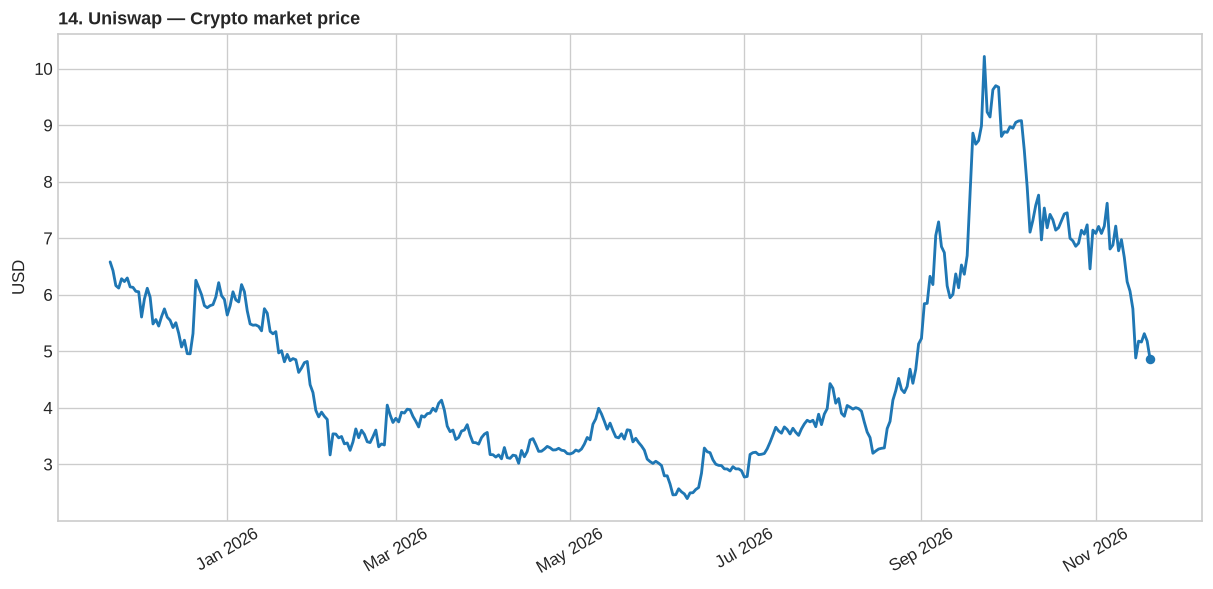 14. Uniswap — Crypto market price
10
9
8
7
6
5
4
3
USD
Jan 2026
Mar 2026
May 2026
Jul 2026
Sep 2026
Nov 2026